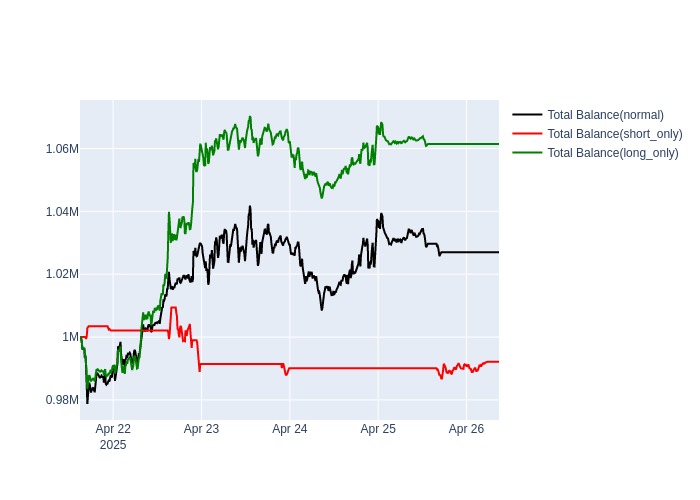 Total Balance(normal)
Total Balance(short_only)
Total Balance(long_only)
1.06M
1.04M
1.02M
1M
0.98M
Apr 22
2025
Apr 23
Apr 24
Apr 25
Apr 26